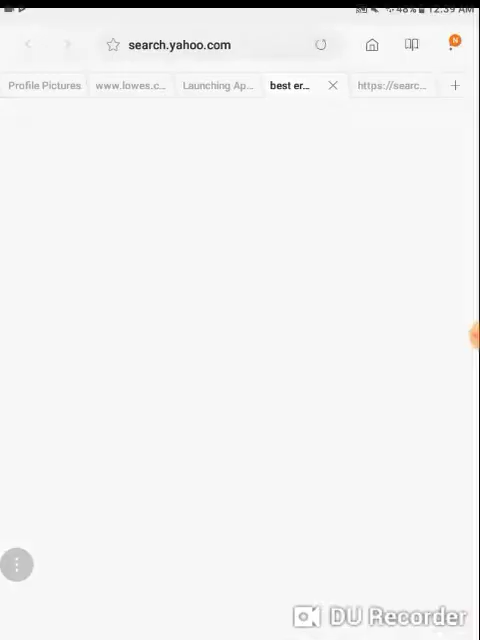 48% 12:39 AM
search.yahoo.com
N
Profile Pictures www.lowes.c... Launching Ap... best er... https://searc...
DU Recorder